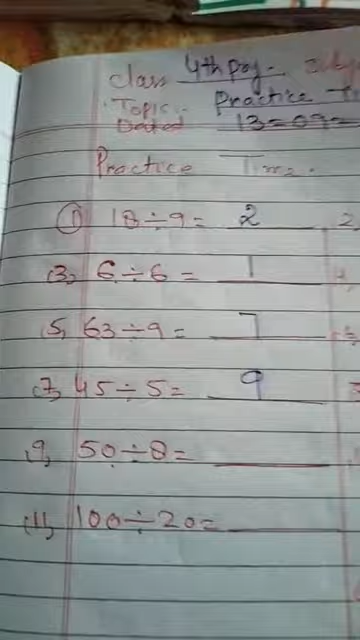 class 4th
Topic:- Practice
Dated 13-09-
Practice Time.
(1) 18÷9= 2 2,
(3, 6÷6= 1
(5, 63÷9= 7
(7, 45÷5= 9
(9, 50÷8=
(11, 100÷20=